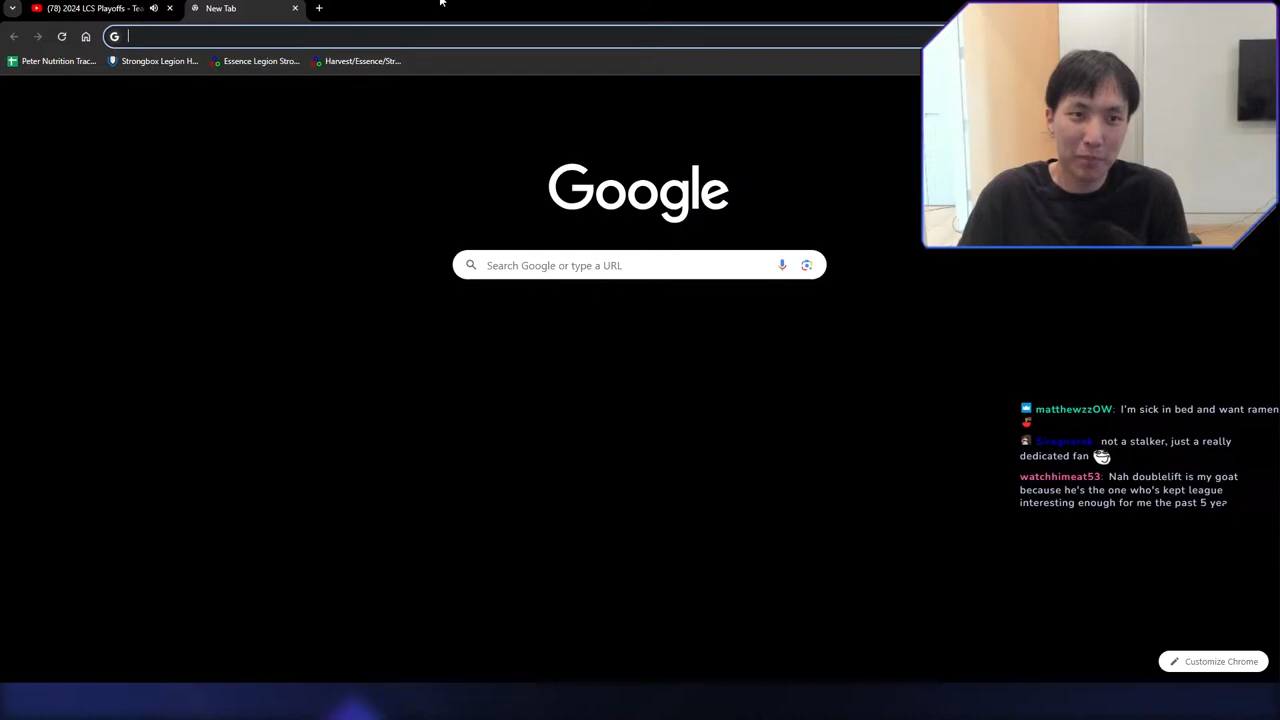 (78) 2024 LCS Playoffs - Tea
New Tab
Peter Nutrition Trac...
Strongbox Legion H...
Essence Legion Stro...
Harvest/Essence/Str...
Google
Search Google or type a URL
matthewzzOW: I'm sick in bed and want ramen
Siragnarok not a stalker, just a really
dedicated fan
watchhimeat53: Nah doublelift is my goat
because he's the one who's kept league
interesting enough for me the past 5 yea
Customize Chrome